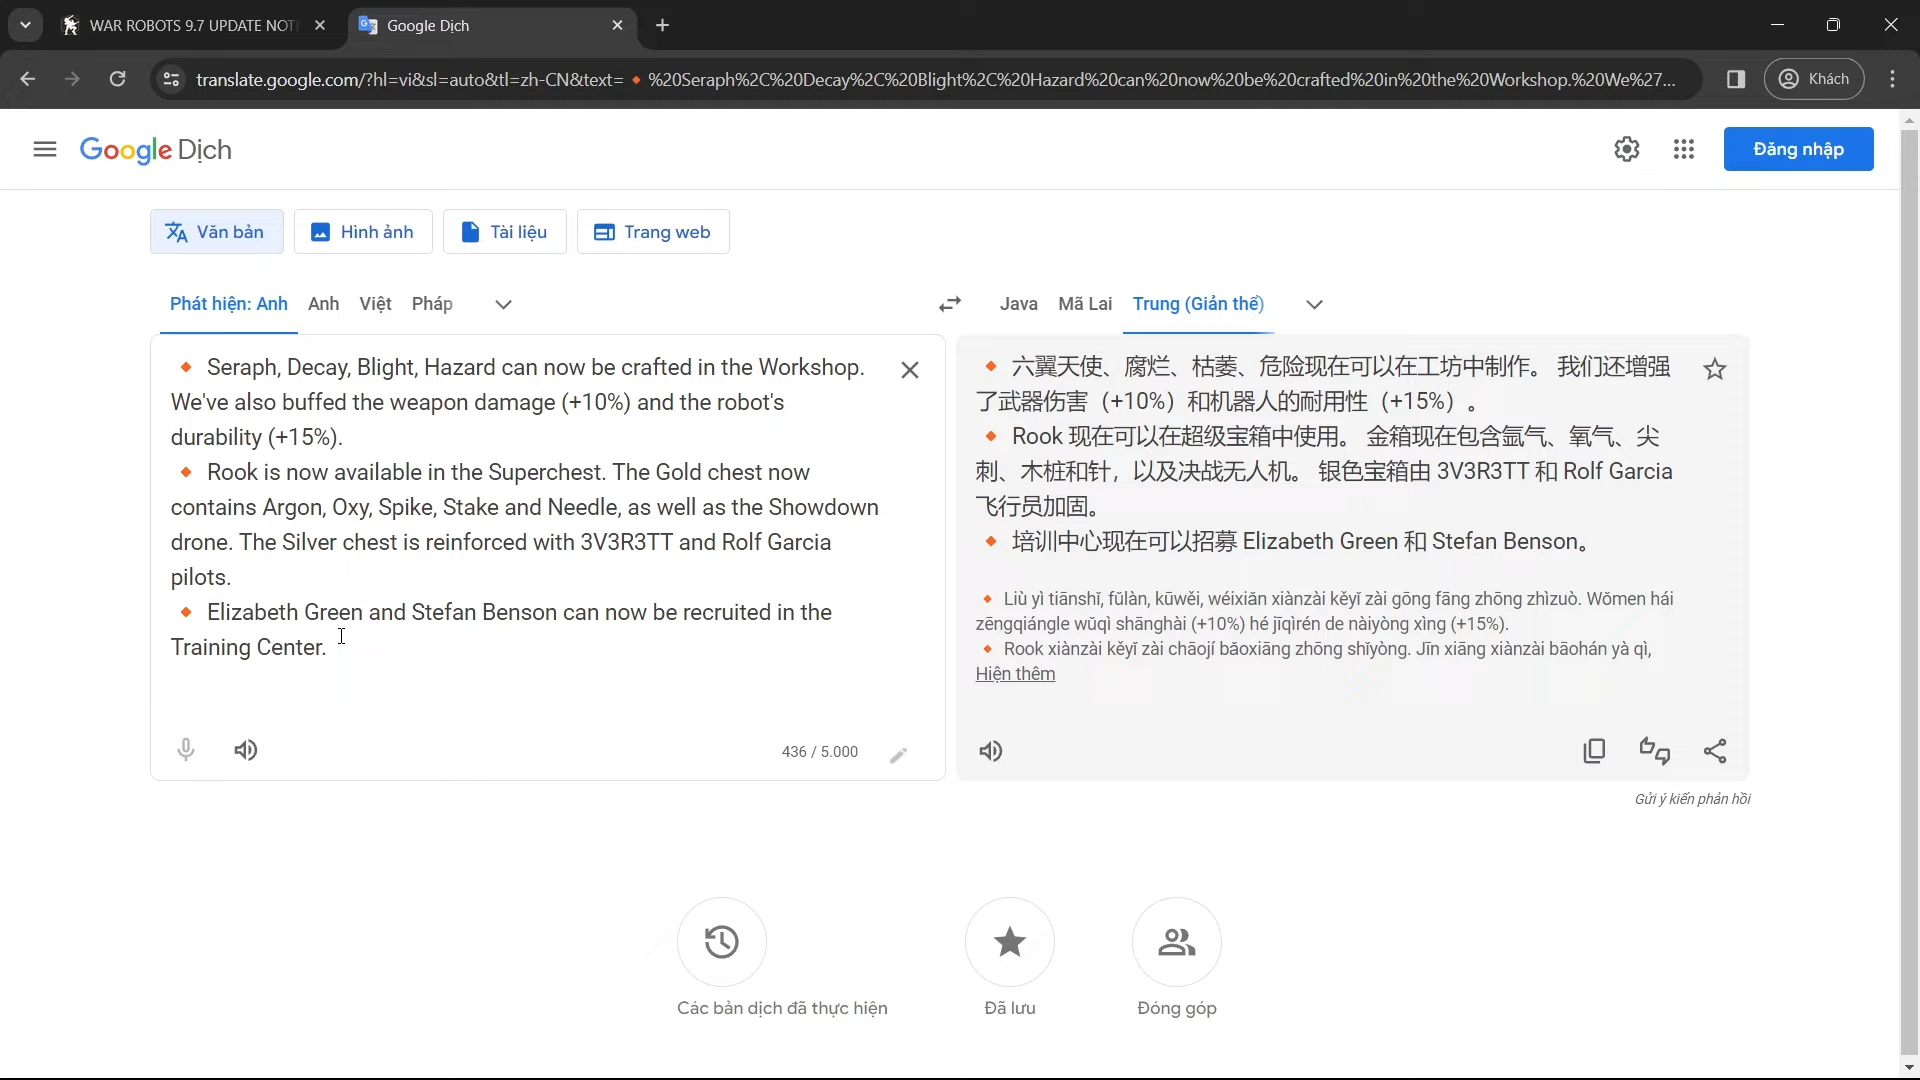 WAR ROBOTS 9.7 UPDATE NOT
Google Dịch
translate.google.com/?hl=vi&sl=auto&tl=zh-CN&text=🔸%20Seraph%2C%20Decay%2C%20Blight%2C%20Hazard%20can%20now%20be%20crafted%20in%20the%20Workshop.%20We%27...
Khách
Google Dịch
Đăng nhập
Văn bản
Hình ảnh
Tài liệu
Trang web
Phát hiện: Anh Anh Việt Pháp
Java Mã Lai Trung (Giản thể)
🔸 Seraph, Decay, Blight, Hazard can now be crafted in the Workshop.
We've also buffed the weapon damage (+10%) and the robot's
durability (+15%).
🔸 Rook is now available in the Superchest. The Gold chest now
contains Argon, Oxy, Spike, Stake and Needle, as well as the Showdown
drone. The Silver chest is reinforced with 3V3R3TT and Rolf Garcia
pilots.
🔸 Elizabeth Green and Stefan Benson can now be recruited in the
Training Center.
436 / 5.000
🔸 六翼天使、腐烂、枯萎、危险现在可以在工坊中制作。 我们还增强
了武器伤害（+10%）和机器人的耐用性（+15%）。
🔸 Rook 现在可以在超级宝箱中使用。 金箱现在包含氩气、氧气、尖
刺、木桩和针，以及决战无人机。 银色宝箱由 3V3R3TT 和 Rolf Garcia
飞行员加固。
🔸 培训中心现在可以招募 Elizabeth Green 和 Stefan Benson。
🔸 Liù yì tiānshǐ, fǔlàn, kūwěi, wéixiǎn xiànzài kěyǐ zài gōng fāng zhōng zhìzuò. Wǒmen hái
zēngqiángle wǔqì shānghài (+10%) hé jīqìrén de nàiyòng xìng (+15%).
🔸 Rook xiànzài kěyǐ zài chāojí bǎoxiāng zhōng shǐyòng. Jīn xiāng xiànzài bāohán yà qì,
Hiện thêm
Gửi ý kiến phản hồi
Các bản dịch đã thực hiện
Đã lưu
Đóng góp